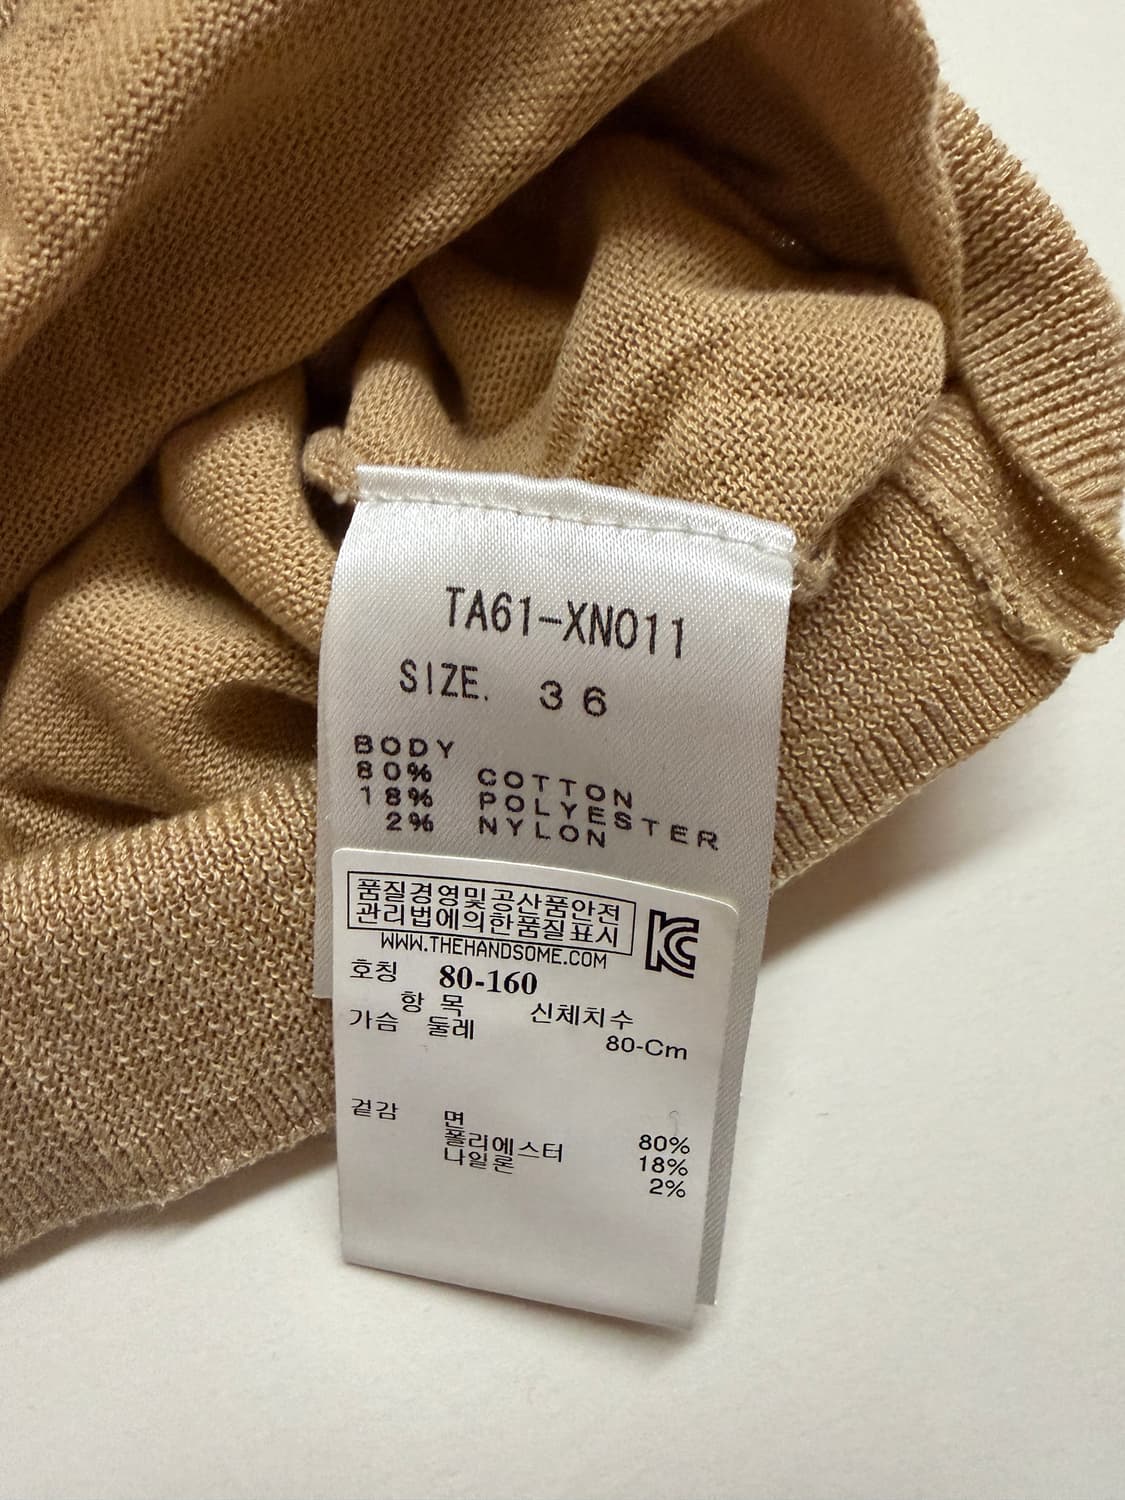 TA61-XN011
SIZE. 36
BODY
80% COTTON
18% POLYESTER
2% NYLON
품질경영및공산품안전
관리법에의한품질표시
WWW.THEHANDSOME.COM
호칭 80-160
항 목 신체치수
가슴 둘레 80-Cm
겉감 면 80%
폴리에스터 18%
나일론 2%